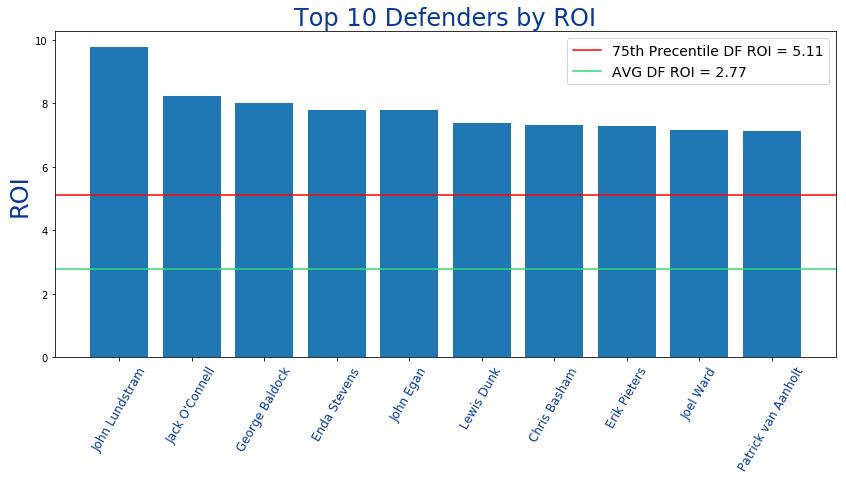 Top 10 Defenders by ROI
75th Precentile DF ROI = 5.11
AVG DF ROI = 2.77
ROI
10
8
6
4
2
0
John Lundstram
Jack O'Connell
George Baldock
Enda Stevens
John Egan
Lewis Dunk
Chris Basham
Erik Pieters
Joel Ward
Patrick van Aanholt